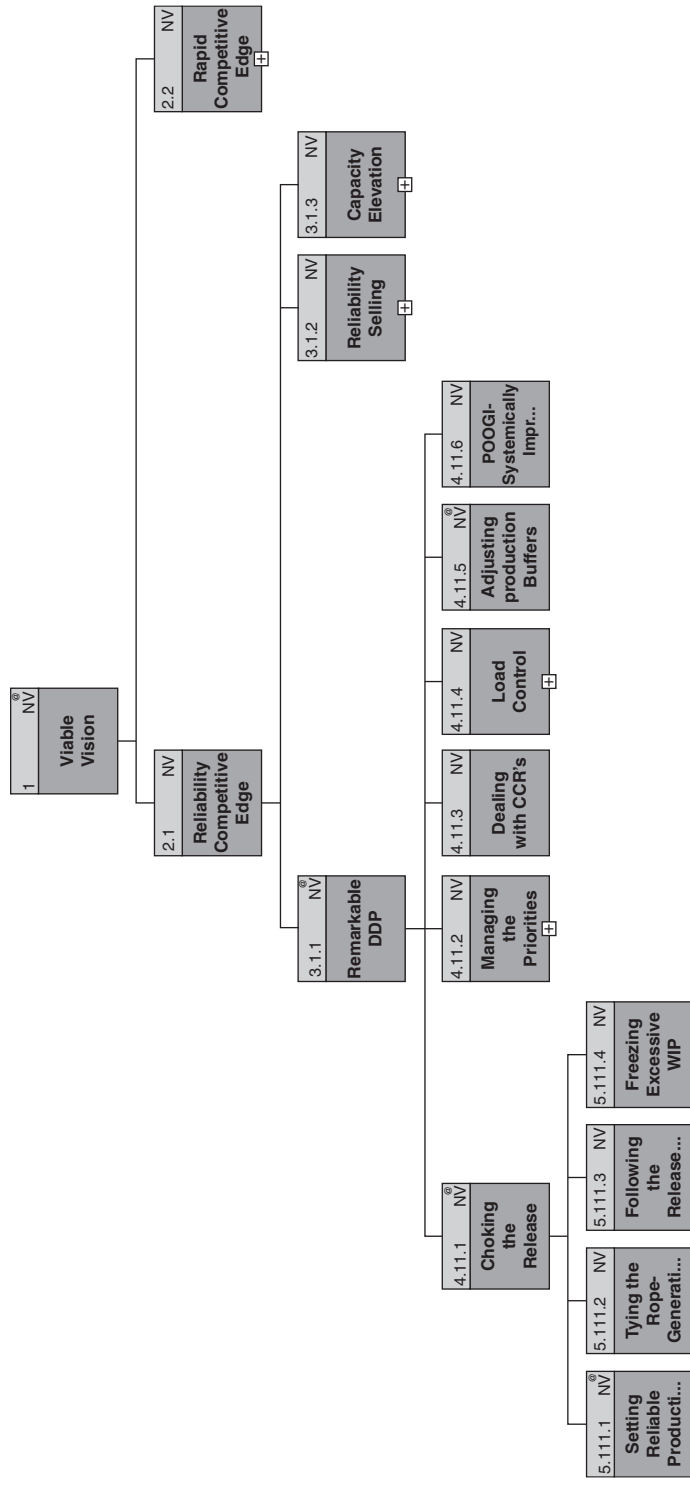 1 NV @
Viable
Vision
2.1 NV
Reliability
Competitive
Edge
2.2 NV
Rapid
Competitive
Edge
+
3.1.1 NV @
Remarkable
DDP
3.1.2 NV
Reliability
Selling
+
3.1.3 NV
Capacity
Elevation
+
4.11.1 NV @
Choking
the
Release
4.11.2 NV
Managing
the
Priorities
+
4.11.3 NV
Dealing
with CCR's
4.11.4 NV
Load
Control
+
4.11.5 NV @
Adjusting
production
Buffers
4.11.6 NV
POOGI-
Systemically
Impr...
5.111.1 NV @
Setting
Reliable
Producti...
5.111.2 NV
Tying the
Rope-
Generati...
5.111.3 NV
Following
the
Release...
5.111.4 NV
Freezing
Excessive
WIP